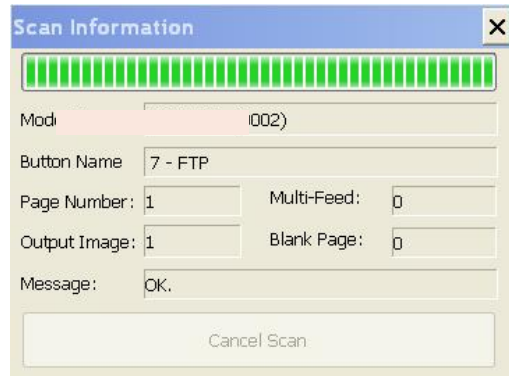 Scan Information
002)
Button Name 7 - FTP
Page Number: 1 Multi-Feed: 0
Output Image: 1 Blank Page: 0
Message: OK.
Cancel Scan